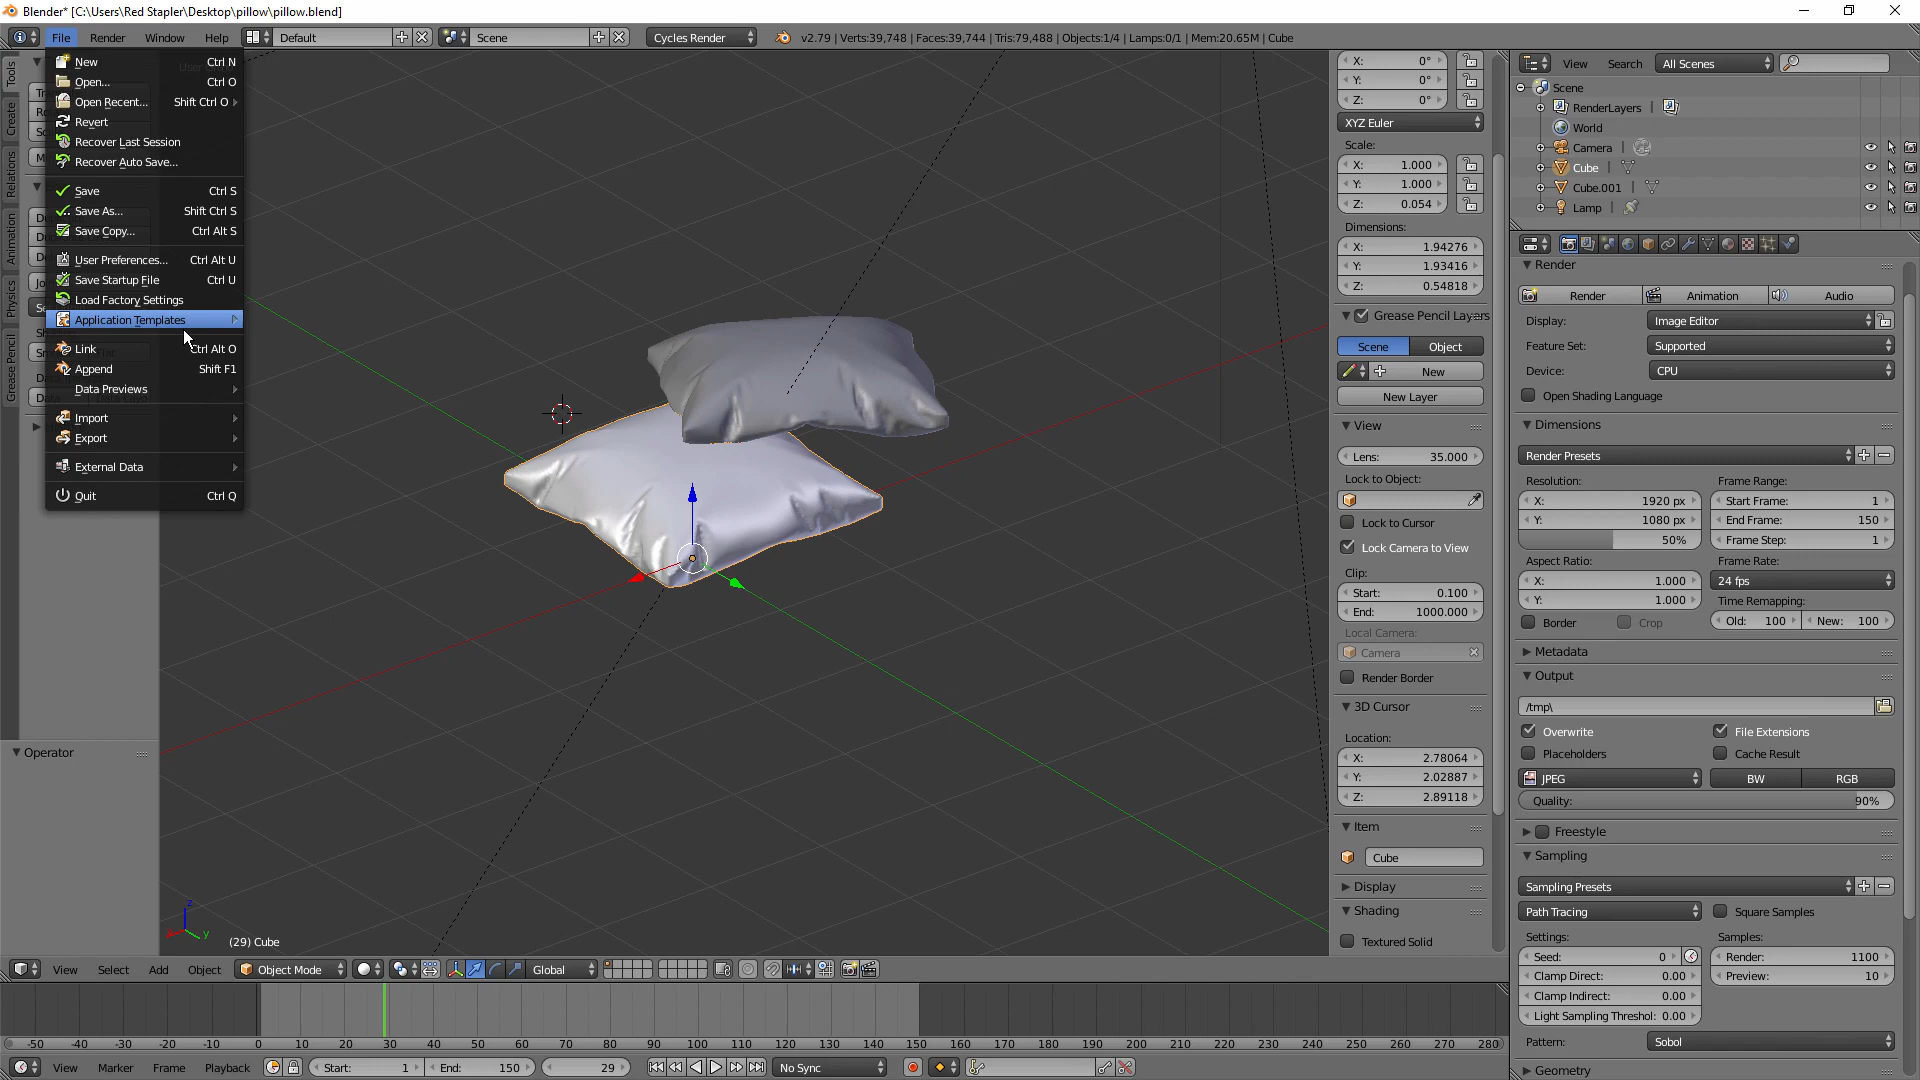 Blender* [C:\Users\Red Stapler\Desktop\pillow\pillow.blend]
File Render Window Help Default Scene Cycles Render v2.79 | Verts:39,748 | Faces:39,744 | Tris:79,488 | Objects:1/4 | Lamps:0/1 | Mem:20.65M | Cube
New Ctrl N
Open... Ctrl O
Open Recent... Shift Ctrl O
Revert
Recover Last Session
Recover Auto Save...
Save Ctrl S
Save As... Shift Ctrl S
Save Copy... Ctrl Alt S
User Preferences... Ctrl Alt U
Save Startup File Ctrl U
Load Factory Settings
Application Templates
Link Ctrl Alt O
Append Shift F1
Data Previews
Import
Export
External Data
Quit Ctrl Q
Tools
Create
Relations
Animation
Physics
Grease Pencil
Operator
(29) Cube
X: 0°
Y: 0°
Z: 0°
XYZ Euler
Scale:
X: 1.000
Y: 1.000
Z: 0.054
Dimensions:
X: 1.94276
Y: 1.93416
Z: 0.54818
Grease Pencil Layers
Scene Object
New
New Layer
View
Lens: 35.000
Lock to Object:
Lock to Cursor
Lock Camera to View
Clip:
Start: 0.100
End: 1000.000
Local Camera:
Camera
Render Border
3D Cursor
Location:
X: 2.78064
Y: 2.02887
Z: 2.89118
Item
Cube
Display
Shading
Textured Solid
View Search All Scenes
Scene
RenderLayers
World
Camera
Cube
Cube.001
Lamp
Render
Render Animation Audio
Display: Image Editor
Feature Set: Supported
Device: CPU
Open Shading Language
Dimensions
Render Presets
Resolution: Frame Range:
X: 1920 px Start Frame: 1
Y: 1080 px End Frame: 150
50% Frame Step: 1
Aspect Ratio: Frame Rate:
X: 1.000 24 fps
Y: 1.000 Time Remapping:
Border Crop Old: 100 New: 100
Metadata
Output
/tmp\
Overwrite File Extensions
Placeholders Cache Result
JPEG BW RGB
Quality: 90%
Freestyle
Sampling
Sampling Presets
Path Tracing Square Samples
Settings: Samples:
Seed: 0 Render: 1100
Clamp Direct: 0.00 Preview: 10
Clamp Indirect: 0.00
Light Sampling Threshol: 0.00
Pattern: Sobol
Geometry
View Select Add Object Object Mode Global
-50 -40 -30 -20 -10 0 10 20 30 40 50 60 70 80 90 100 110 120 130 140 150 160 170 180 190 200 210 220 230 240 250 260 270 280
View Marker Frame Playback Start: 1 End: 150 29 No Sync